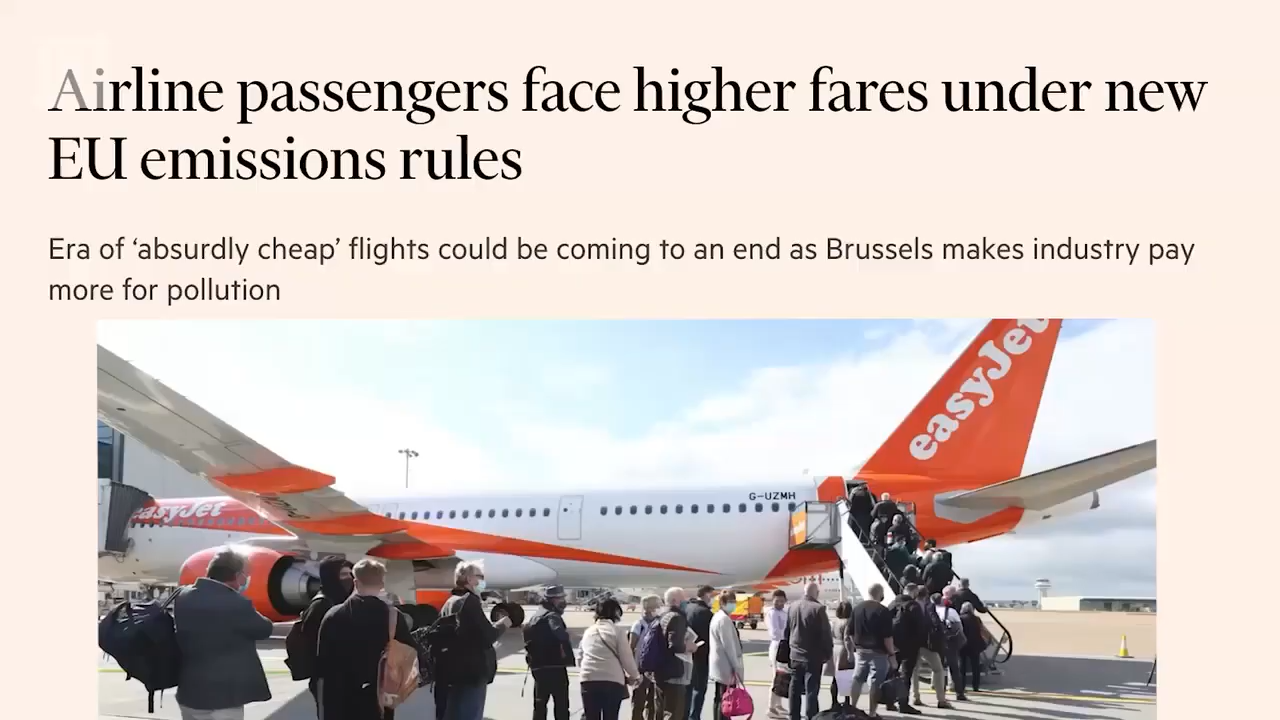 Airline passengers face higher fares under new
EU emissions rules
Era of ‘absurdly cheap’ flights could be coming to an end as Brussels makes industry pay
more for pollution
easyJet
G-UZMH
easyJet